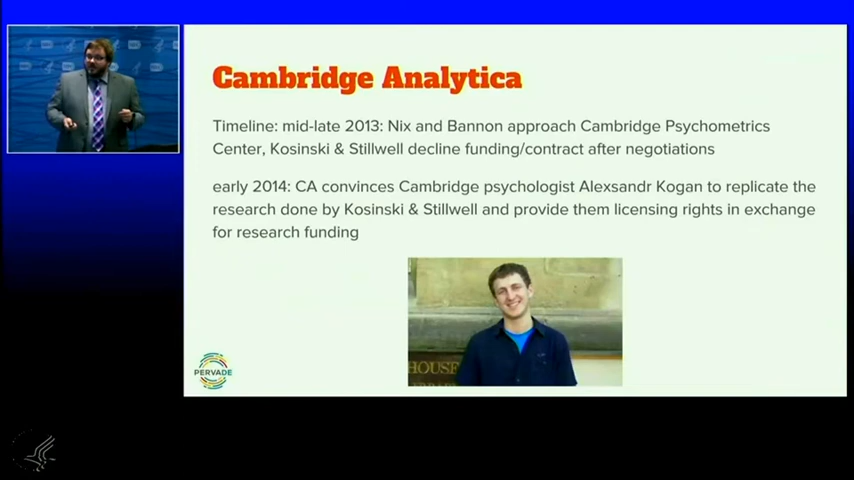 Cambridge Analytica
Timeline: mid-late 2013: Nix and Bannon approach Cambridge Psychometrics
Center, Kosinski & Stillwell decline funding/contract after negotiations
early 2014: CA convinces Cambridge psychologist Alexsandr Kogan to replicate the
research done by Kosinski & Stillwell and provide them licensing rights in exchange
for research funding
HOUSE
PERVADE